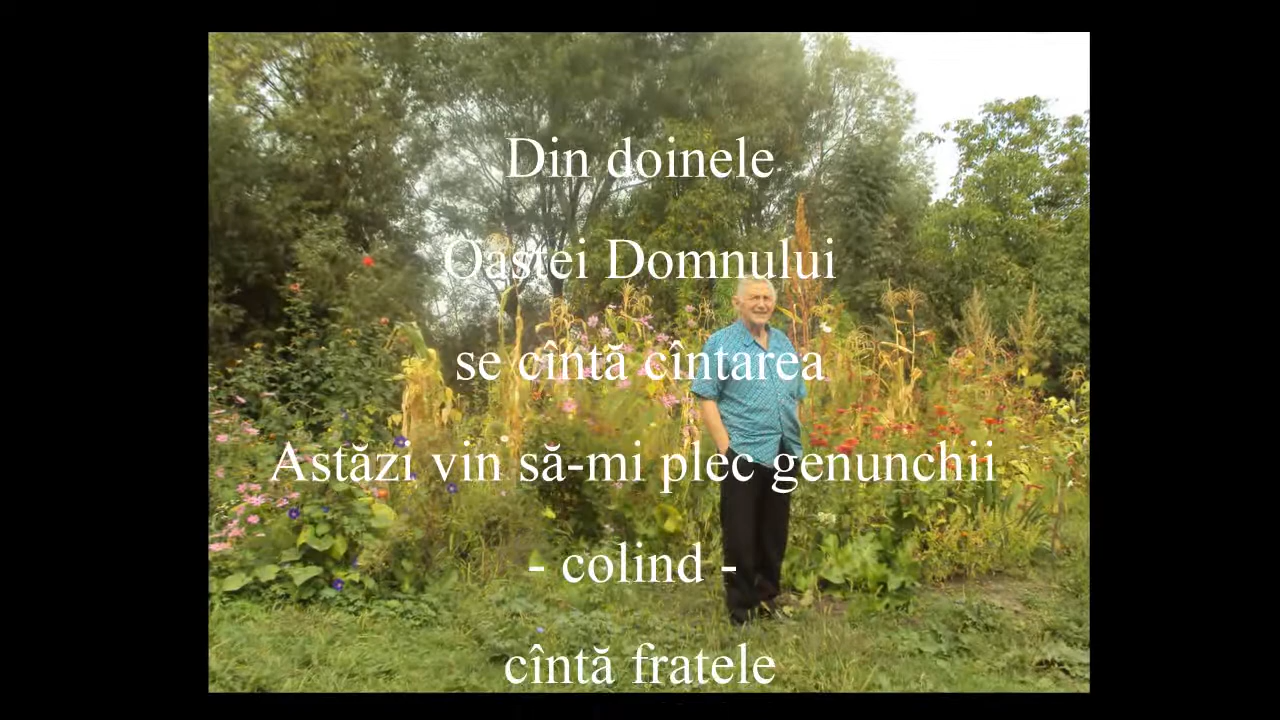 Din doinele
Oastei Domnului
se cîntă cîntarea
Astăzi vin să-mi plec genunchii
- colind -
cîntă fratele